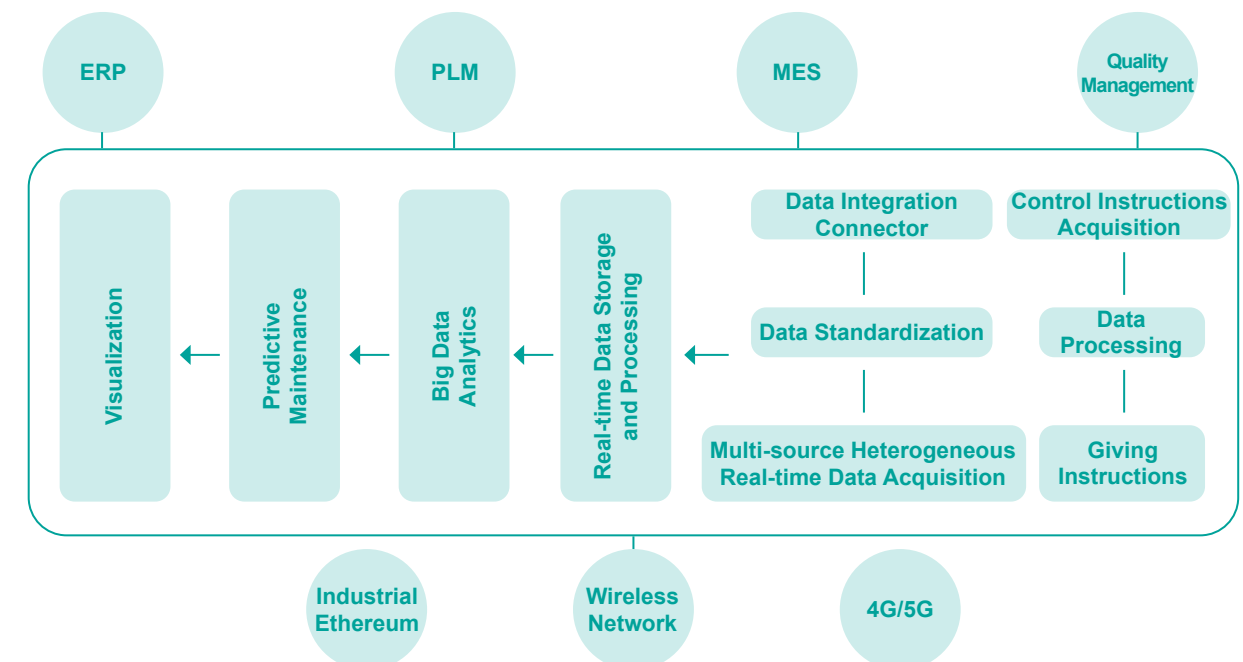 ERP
PLM
MES
Quality
Management
Visualization
Predictive
Maintenance
Big Data
Analytics
Real-time Data Storage
and Processing
Data Integration
Connector
Data Standardization
Multi-source Heterogeneous
Real-time Data Acquisition
Control Instructions
Acquisition
Data
Processing
Giving
Instructions
Industrial
Ethereum
Wireless
Network
4G/5G